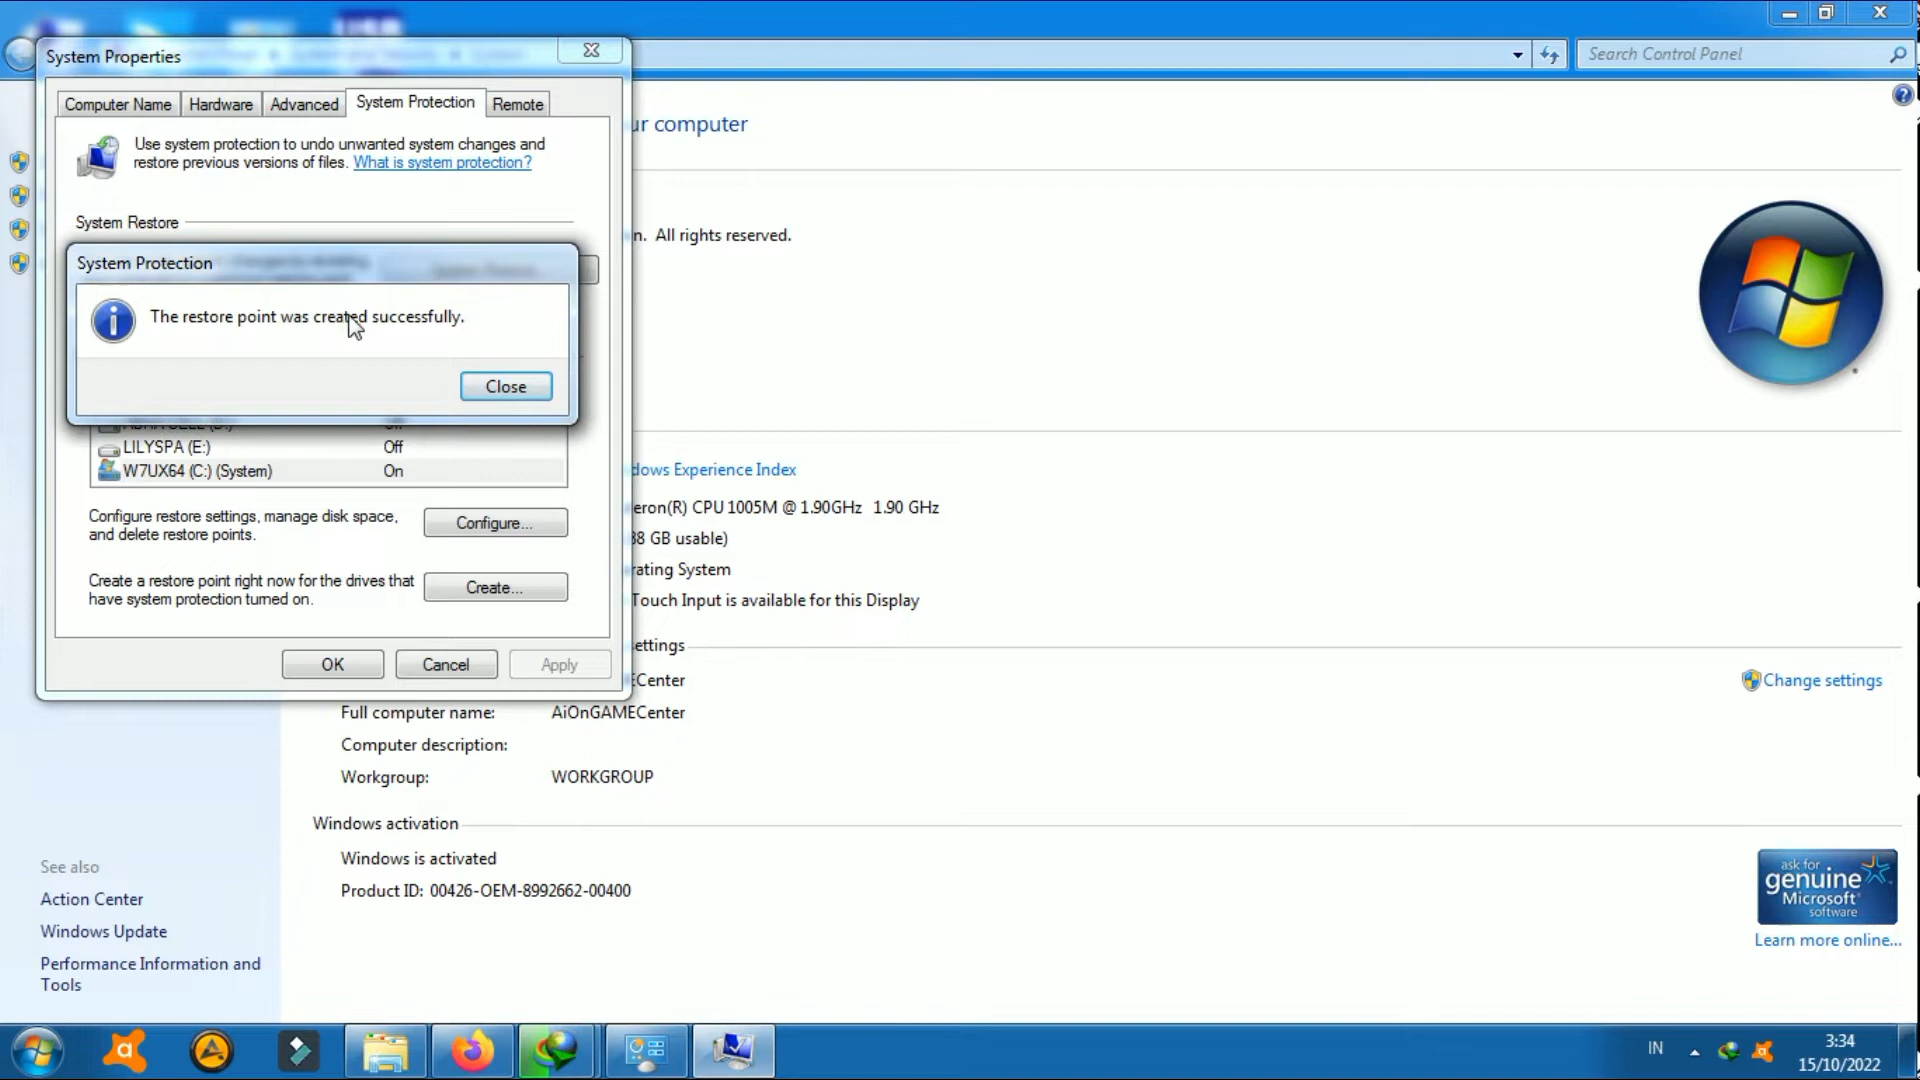 System Properties
Search Control Panel
Computer Name
Hardware
Advanced
System Protection
Remote
ur computer
Use system protection to undo unwanted system changes and
restore previous versions of files. What is system protection?
System Restore
n. All rights reserved.
System Protection
The restore point was created successfully.
Close
LILYSPA (E:) Off
W7UX64 (C:) (System) On
dows Experience Index
eron(R) CPU 1005M @ 1.90GHz 1.90 GHz
Configure restore settings, manage disk space,
and delete restore points.
Configure...
88 GB usable)
rating System
Create a restore point right now for the drives that
have system protection turned on.
Create...
Touch Input is available for this Display
ettings
OK
Cancel
Apply
ECenter
Change settings
Full computer name: AiOnGAMECenter
Computer description:
Workgroup: WORKGROUP
Windows activation
Windows is activated
Product ID: 00426-OEM-8992662-00400
ask for
genuine
Microsoft
software
Learn more online...
See also
Action Center
Windows Update
Performance Information and
Tools
IN
3:34
15/10/2022